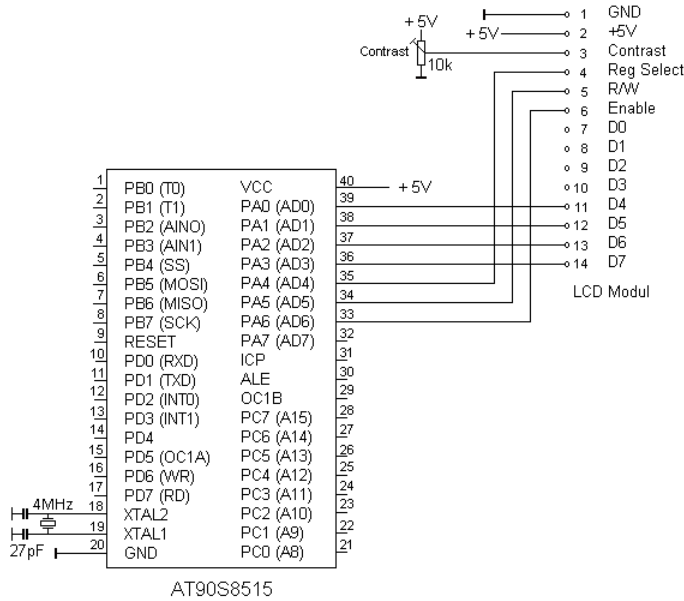 1 GND
+5V
+5V 2 +5V
Contrast 3 Contrast
10k
4 Reg Select
5 R/W
6 Enable
7 D0
8 D1
9 D2
10 D3
11 D4
12 D5
13 D6
14 D7
LCD Modul
1 PB0 (T0) VCC 40 +5V
2 PB1 (T1) PA0 (AD0) 39
3 PB2 (AIN0) PA1 (AD1) 38
4 PB3 (AIN1) PA2 (AD2) 37
5 PB4 (SS) PA3 (AD3) 36
6 PB5 (MOSI) PA4 (AD4) 35
7 PB6 (MISO) PA5 (AD5) 34
8 PB7 (SCK) PA6 (AD6) 33
9 RESET PA7 (AD7) 32
10 PD0 (RXD) ICP 31
11 PD1 (TXD) ALE 30
12 PD2 (INT0) OC1B 29
13 PD3 (INT1) PC7 (A15) 28
14 PD4 PC6 (A14) 27
15 PD5 (OC1A) PC5 (A13) 26
16 PD6 (WR) PC4 (A12) 25
17 PD7 (RD) PC3 (A11) 24
4MHz 18 XTAL2 PC2 (A10) 23
19 XTAL1 PC1 (A9) 22
27pF 20 GND PC0 (A8) 21
AT90S8515